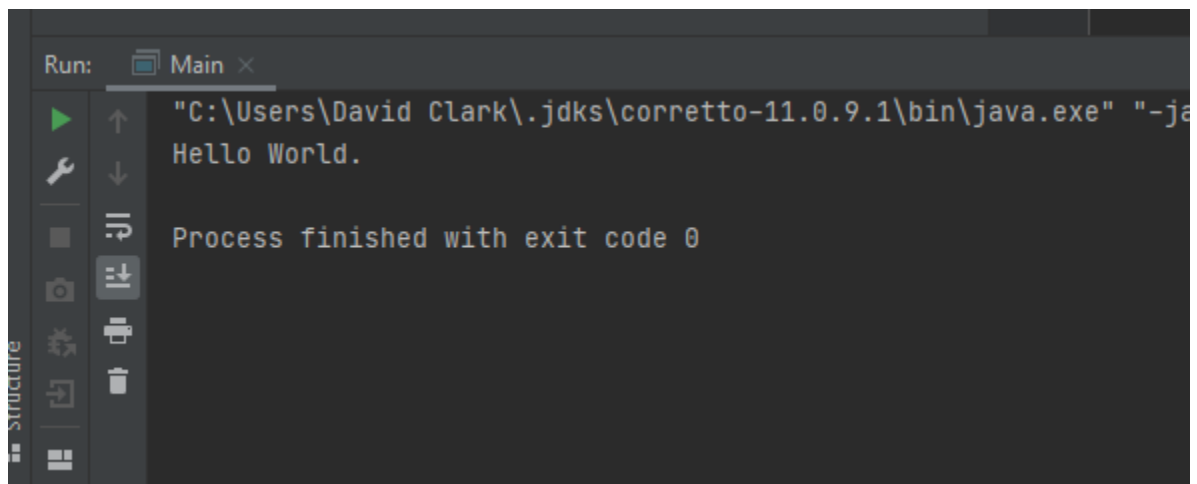 Run: Main
"C:\Users\David Clark\.jdks\corretto-11.0.9.1\bin\java.exe" "-ja
Hello World.
Process finished with exit code 0
Structure